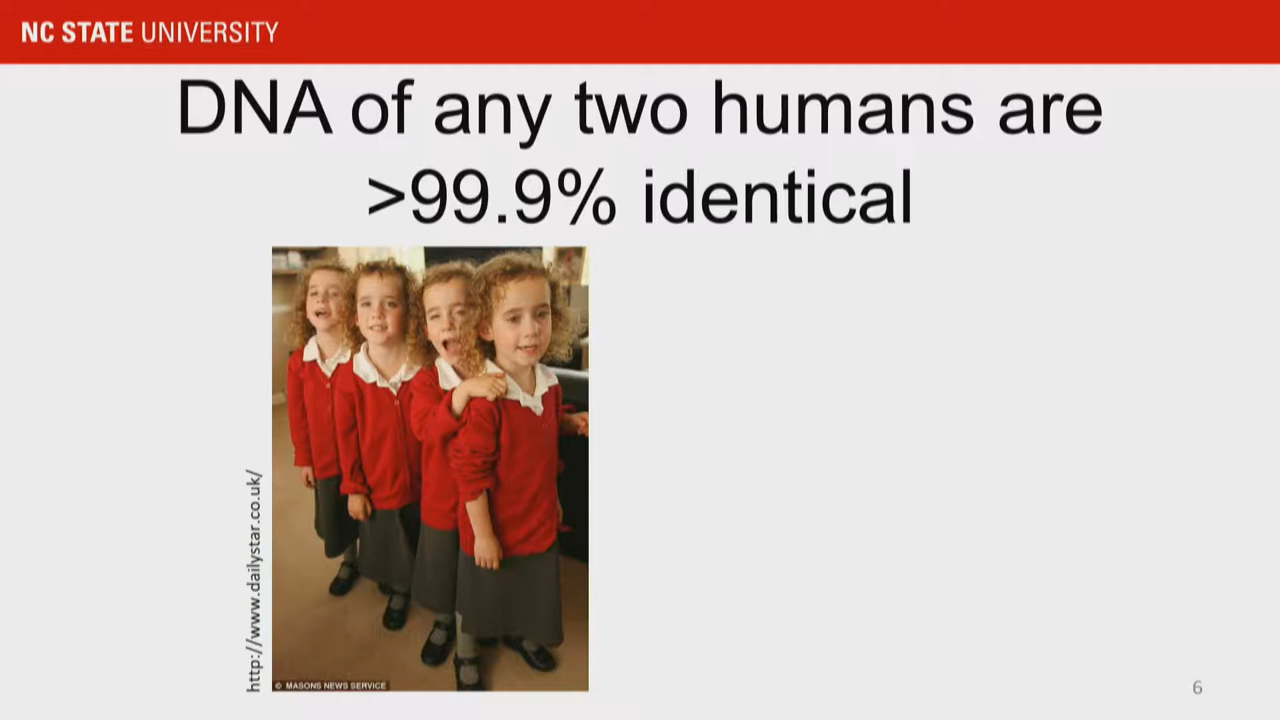 NC STATE UNIVERSITY
DNA of any two humans are
>99.9% identical
http://www.dailystar.co.uk/
© MASONS NEWS SERVICE
6